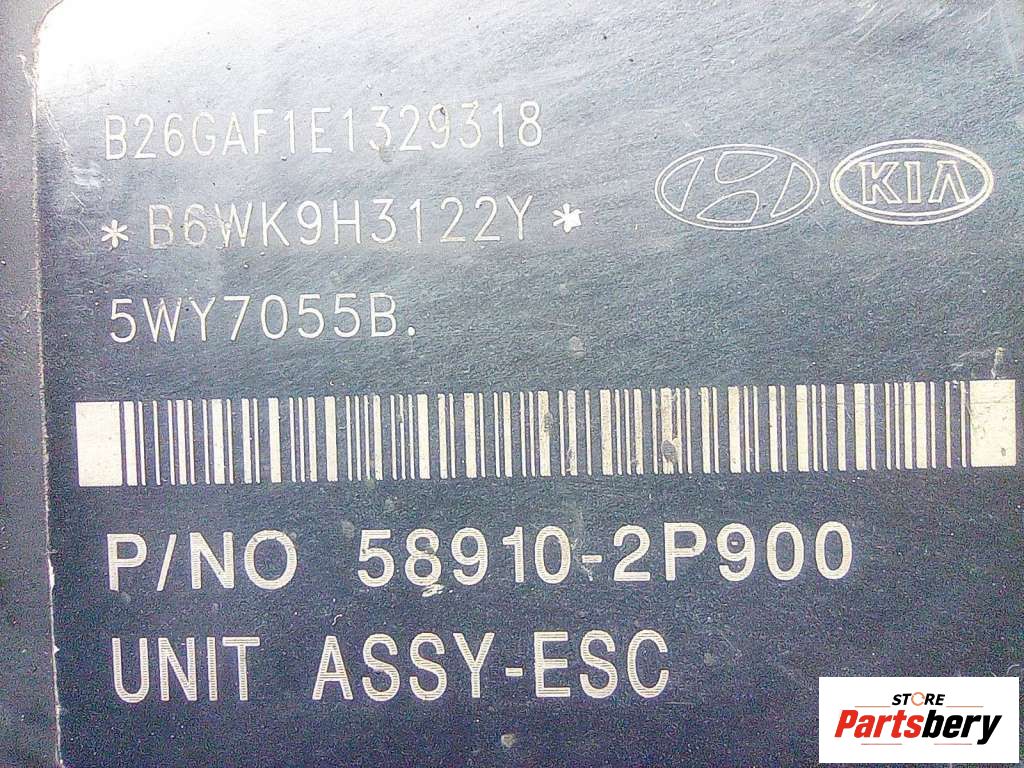 B26GAF1E1329318
*B6WK9H3122Y*
5WY7055B.
KIA
P/NO 58910-2P900
UNIT ASSY-ESC
STORE
Partsbery